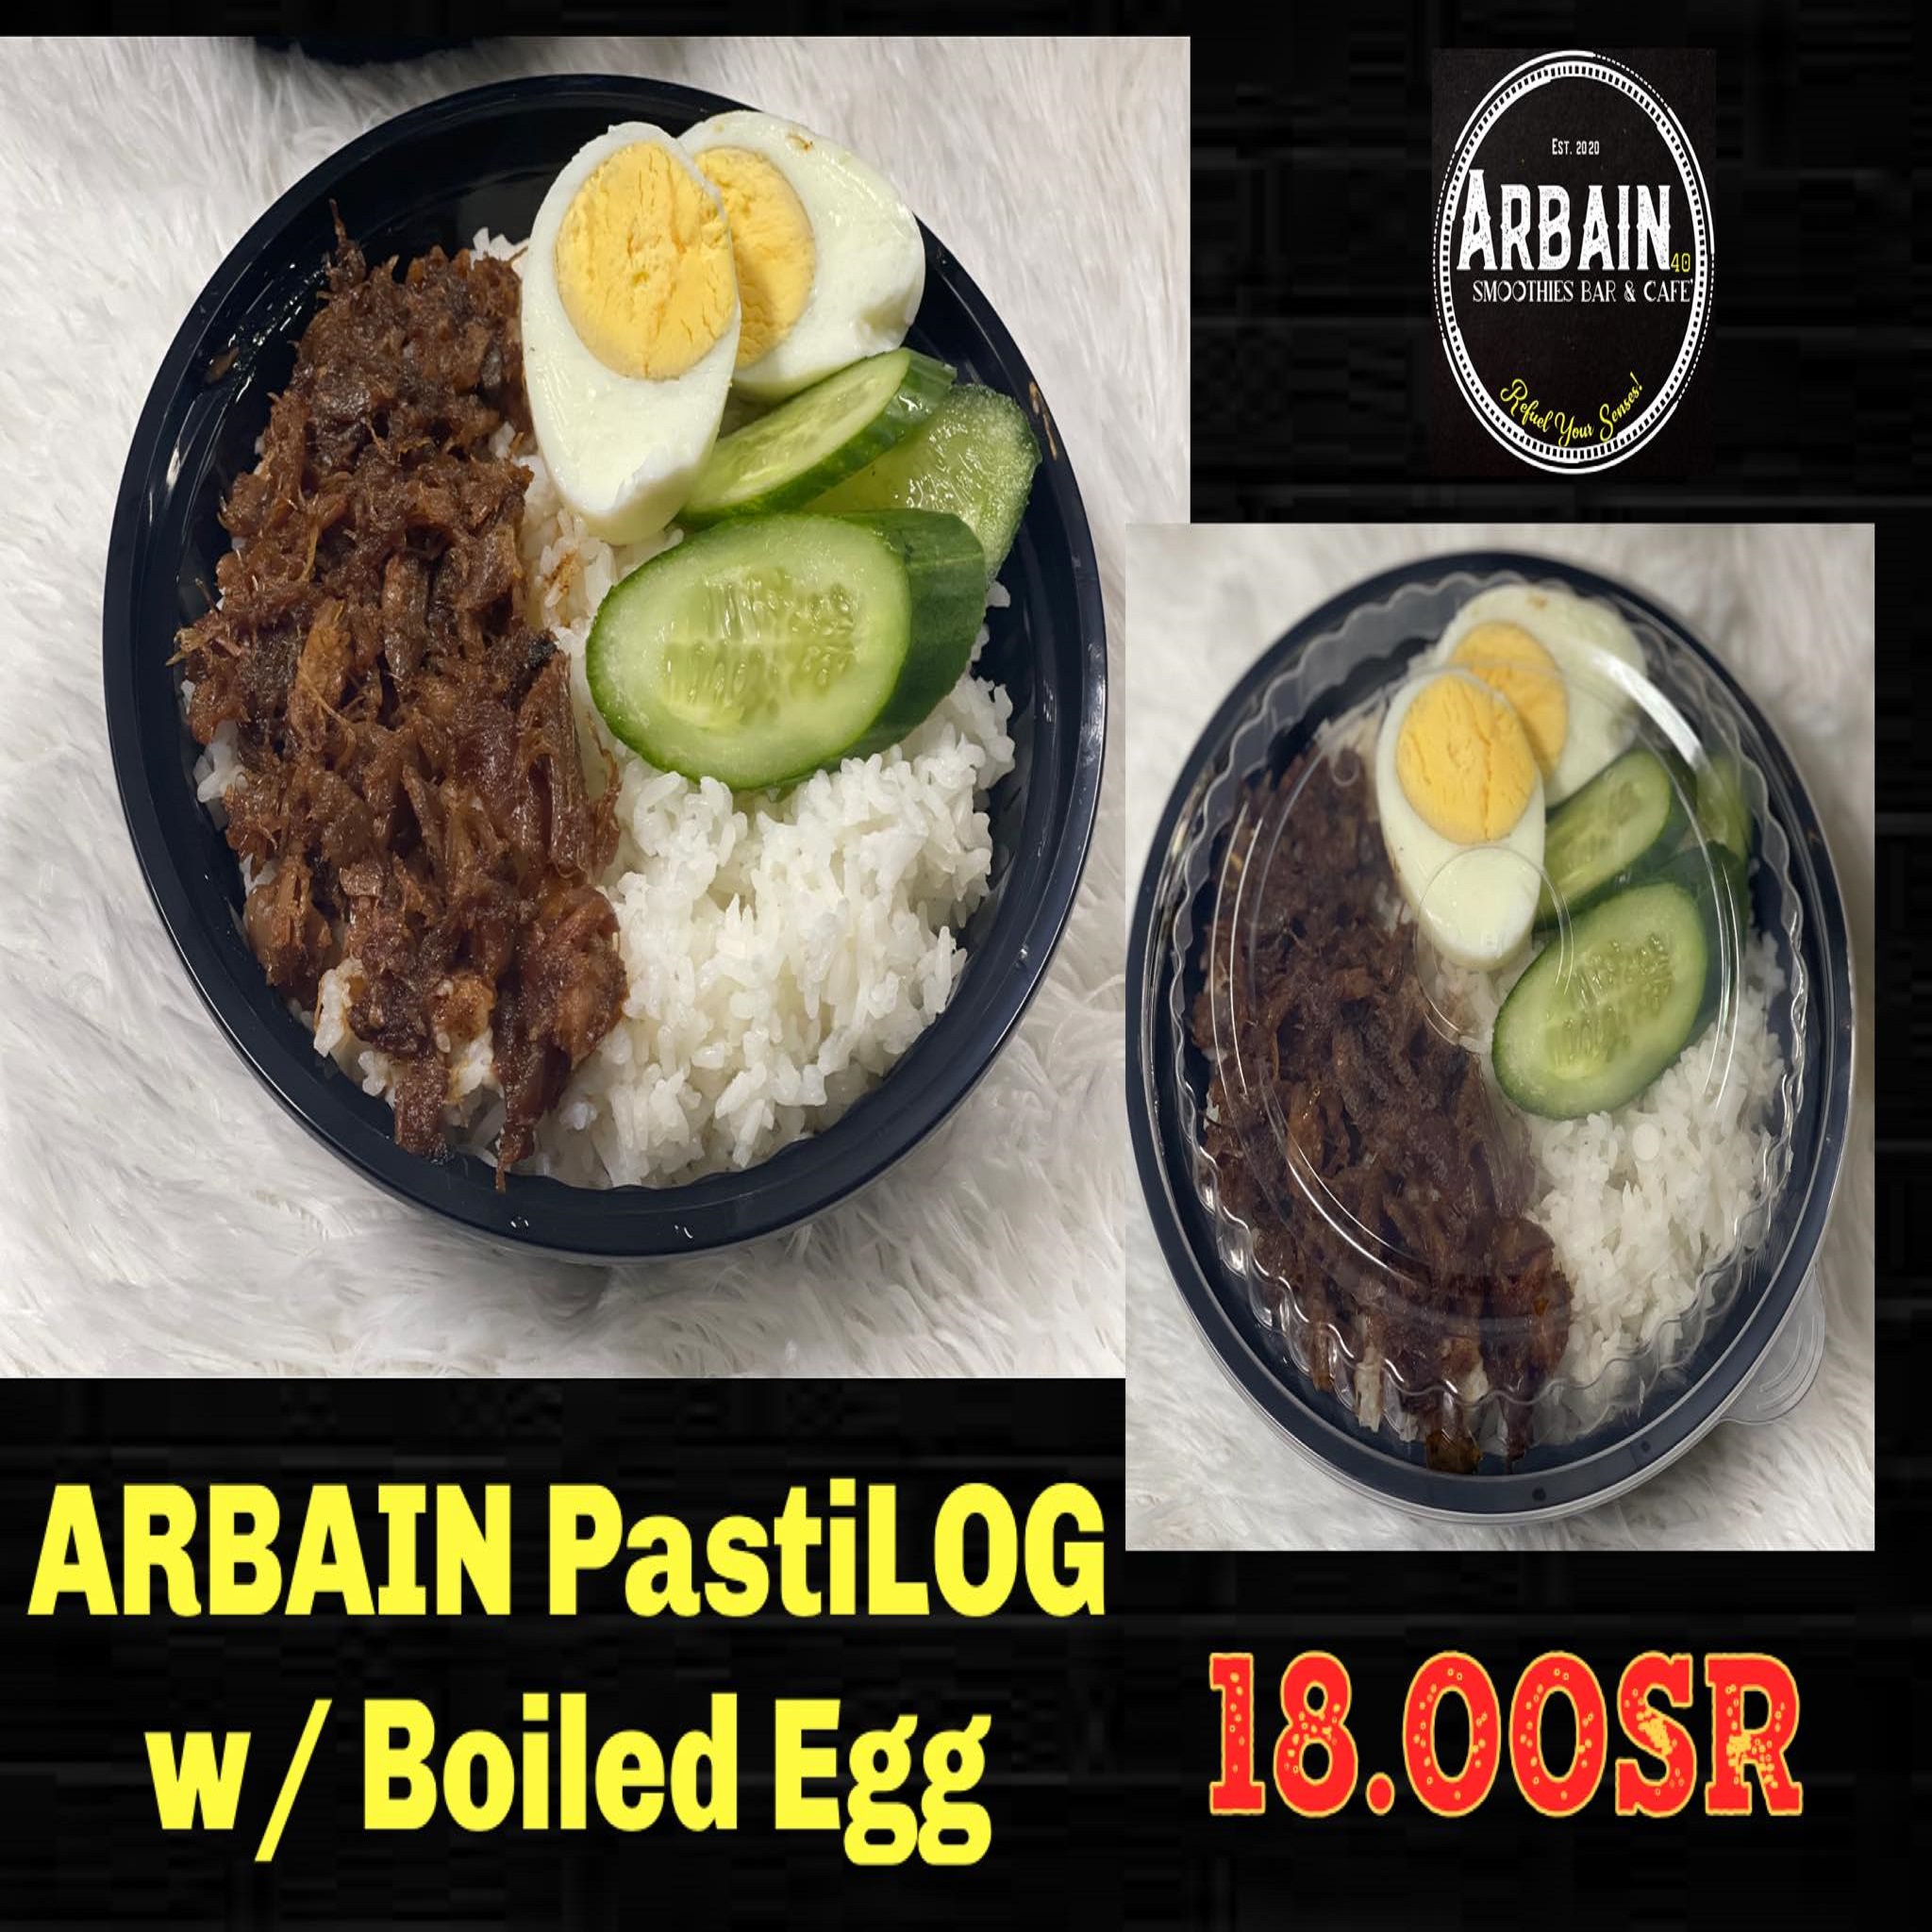 EST. 2020
ARBAIN 40
SMOOTHIES BAR & CAFE'
Refuel Your Senses!
ARBAIN PastiLOG
w/ Boiled Egg
18.00SR